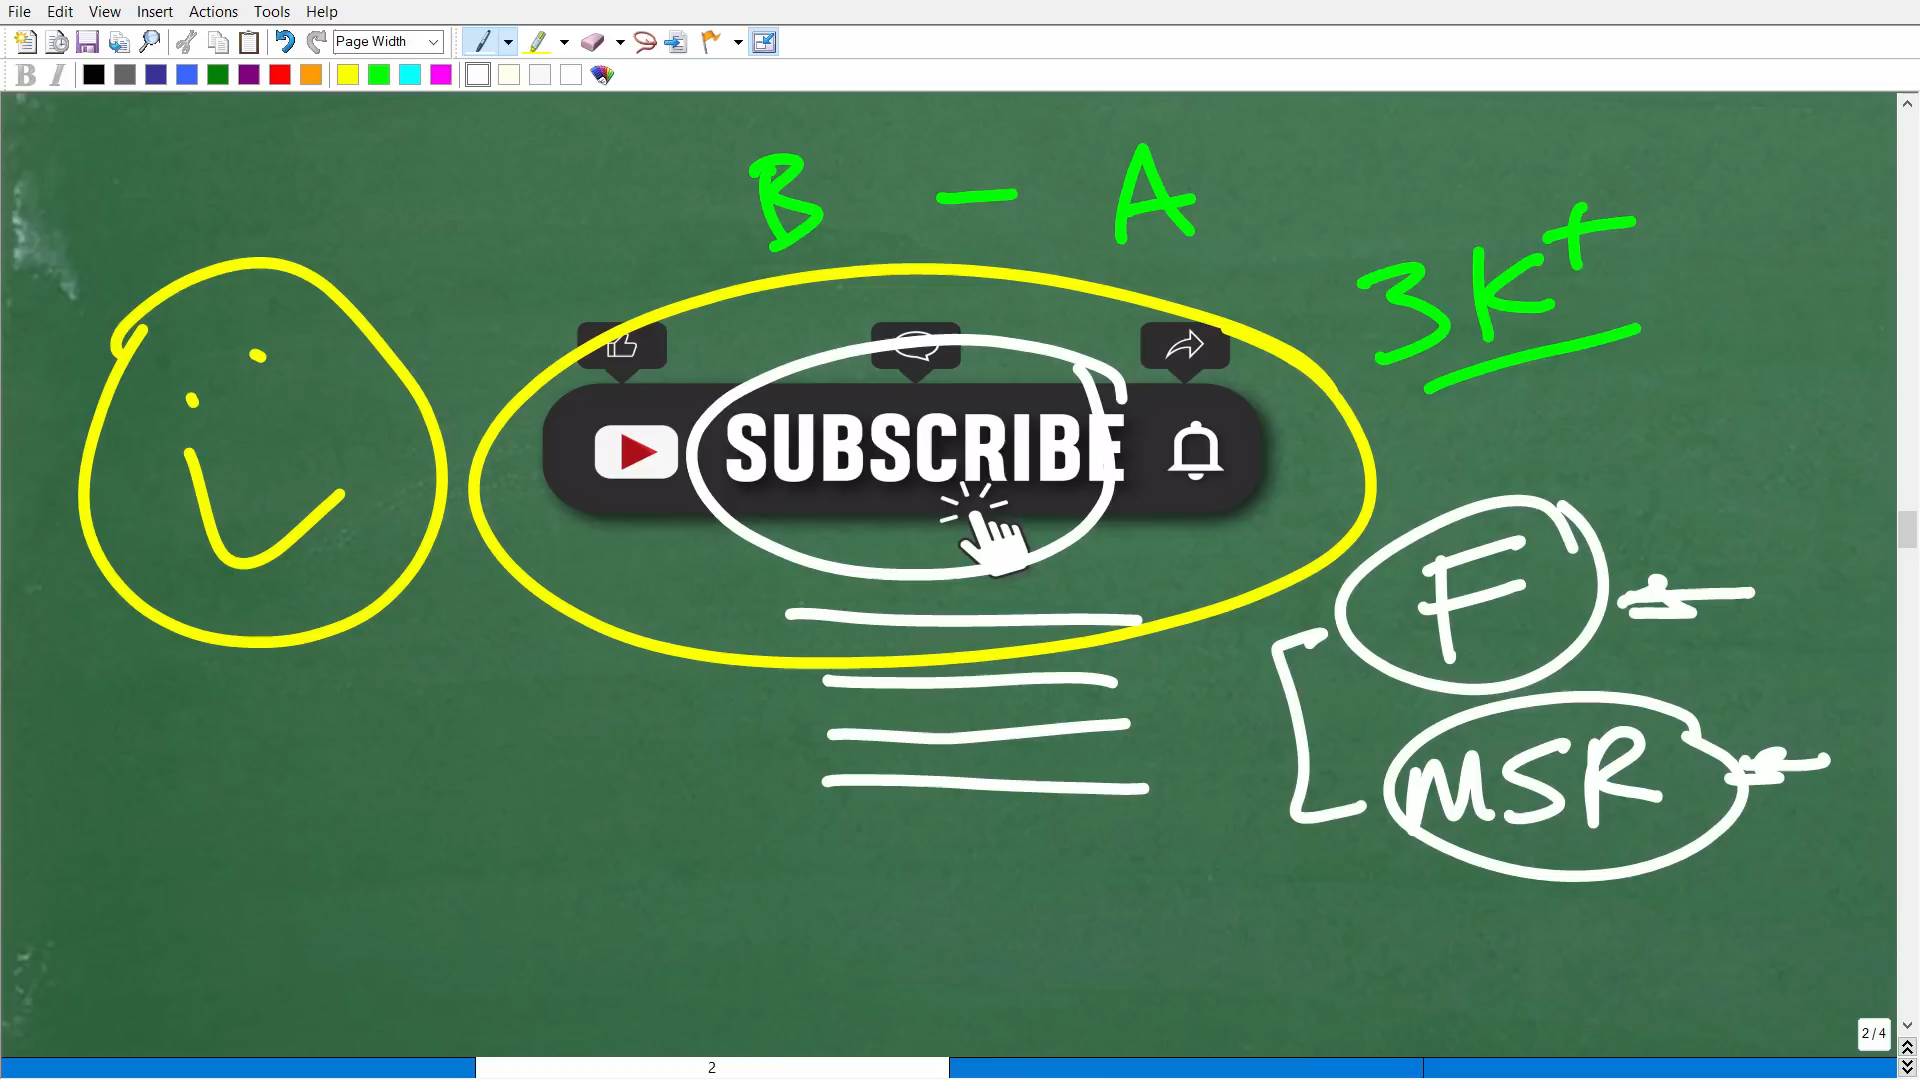 File Edit View Insert Actions Tools Help
Page Width
B I
B - A
3K+
SUBSCRIBE
F
MSR
2 / 4
2